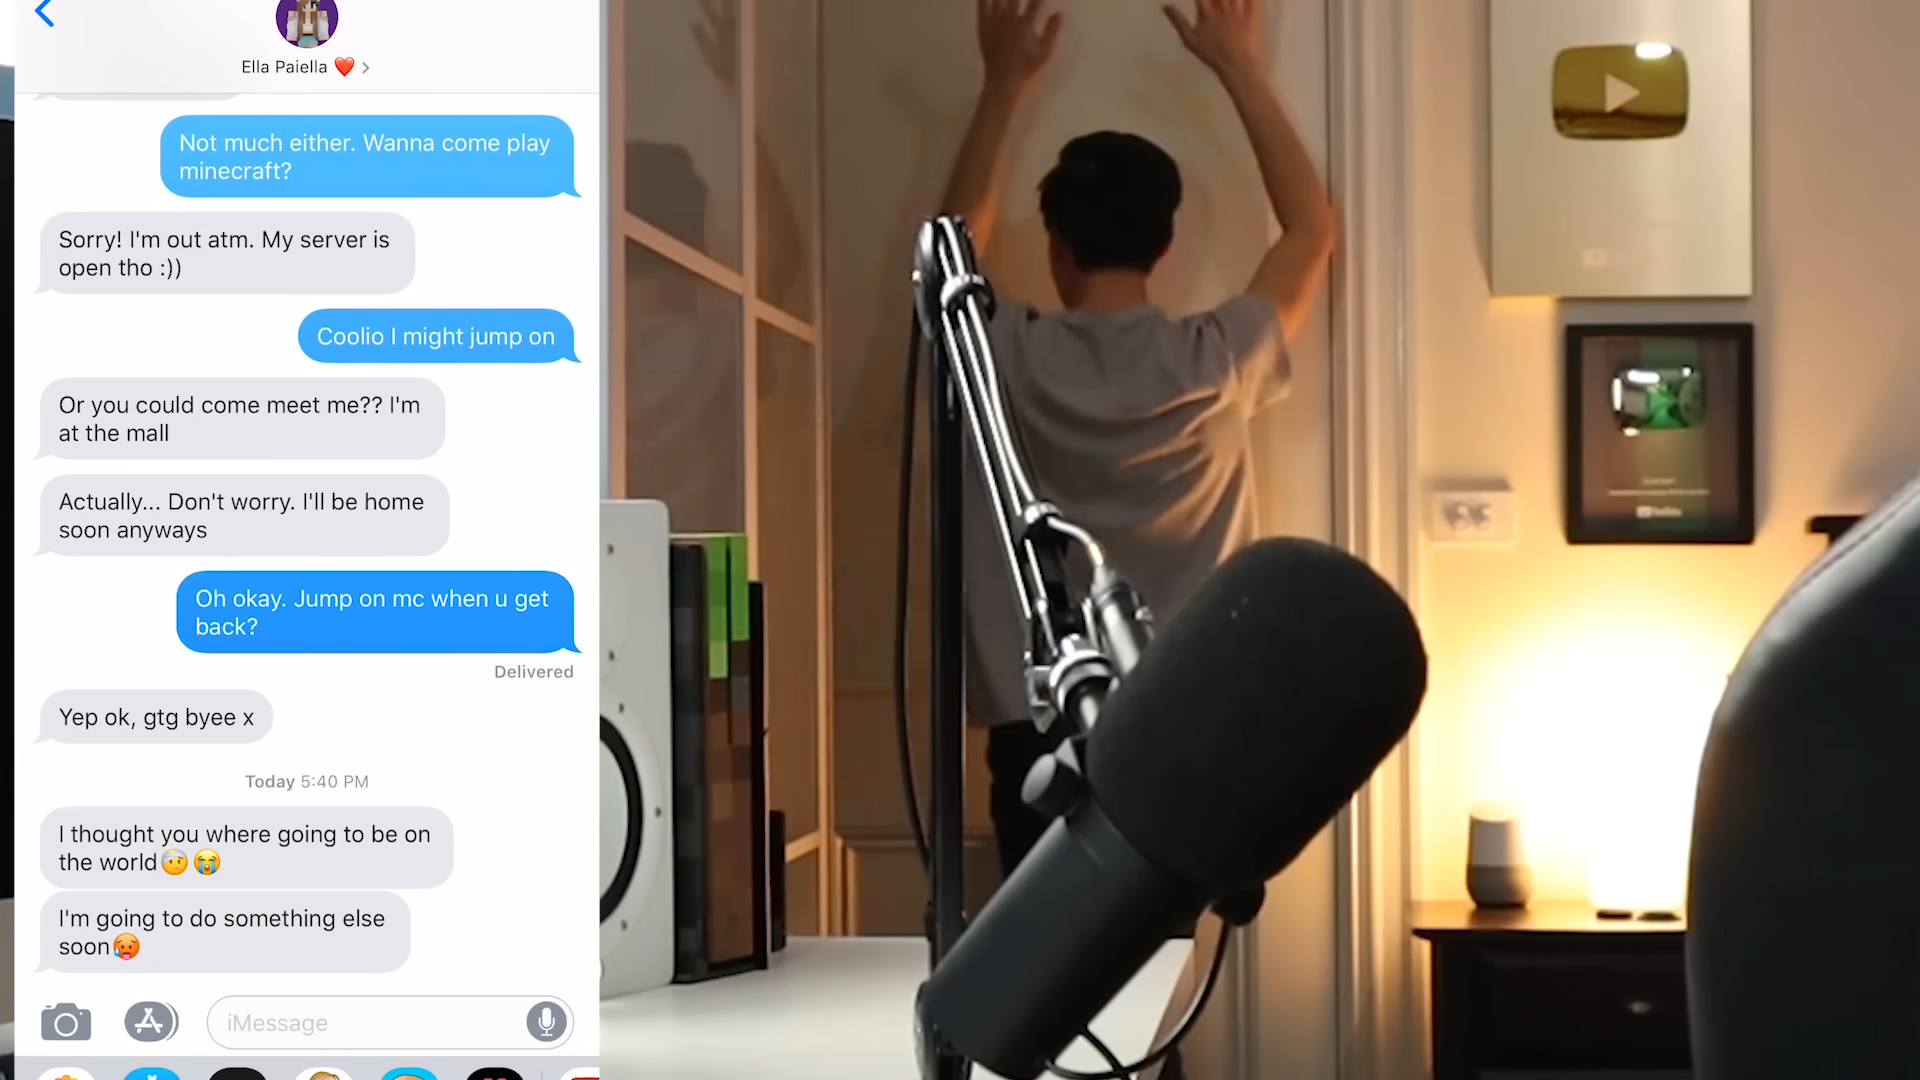 Ella Paiella ❤️ >
Not much either. Wanna come play
minecraft?
Sorry! I'm out atm. My server is
open tho :))
Coolio I might jump on
Or you could come meet me?? I'm
at the mall
Actually... Don't worry. I'll be home
soon anyways
Oh okay. Jump on mc when u get
back?
Delivered
Yep ok, gtg byee x
Today 5:40 PM
I thought you where going to be on
the world🤕😭
I'm going to do something else
soon🥵
iMessage